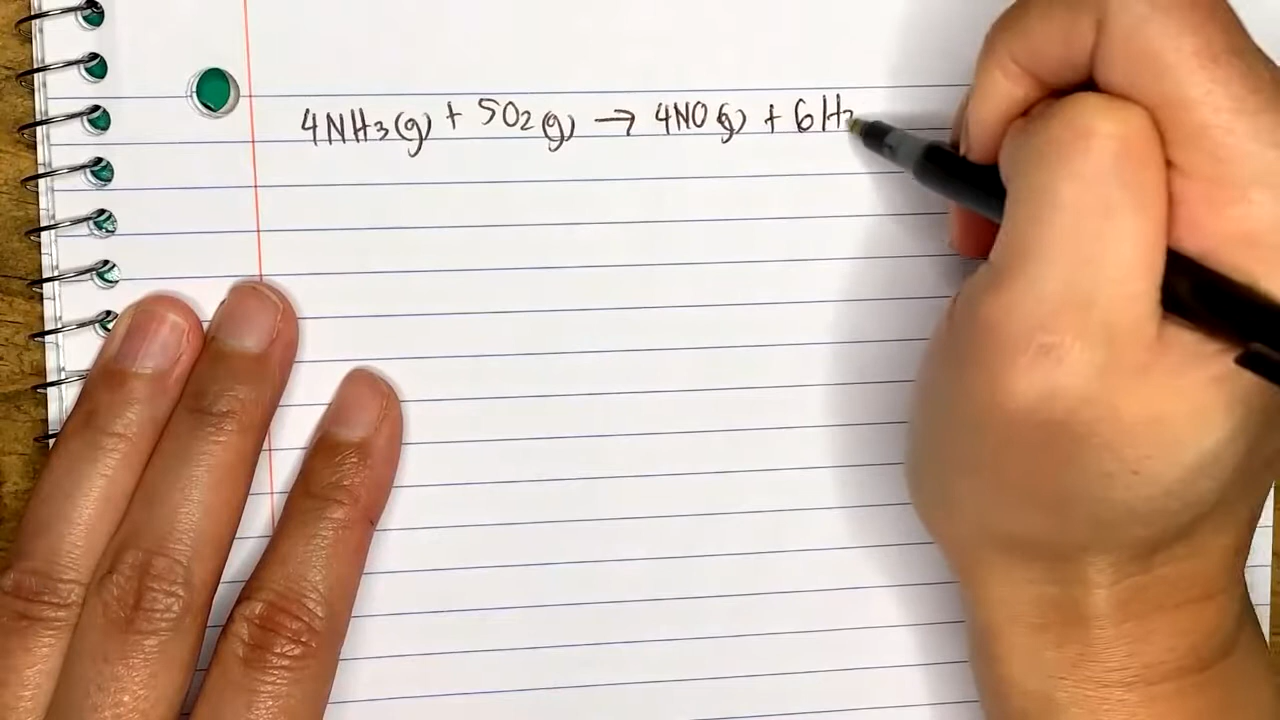 4NH₃(g) + 5O₂(g) → 4NO(g) + 6H₂